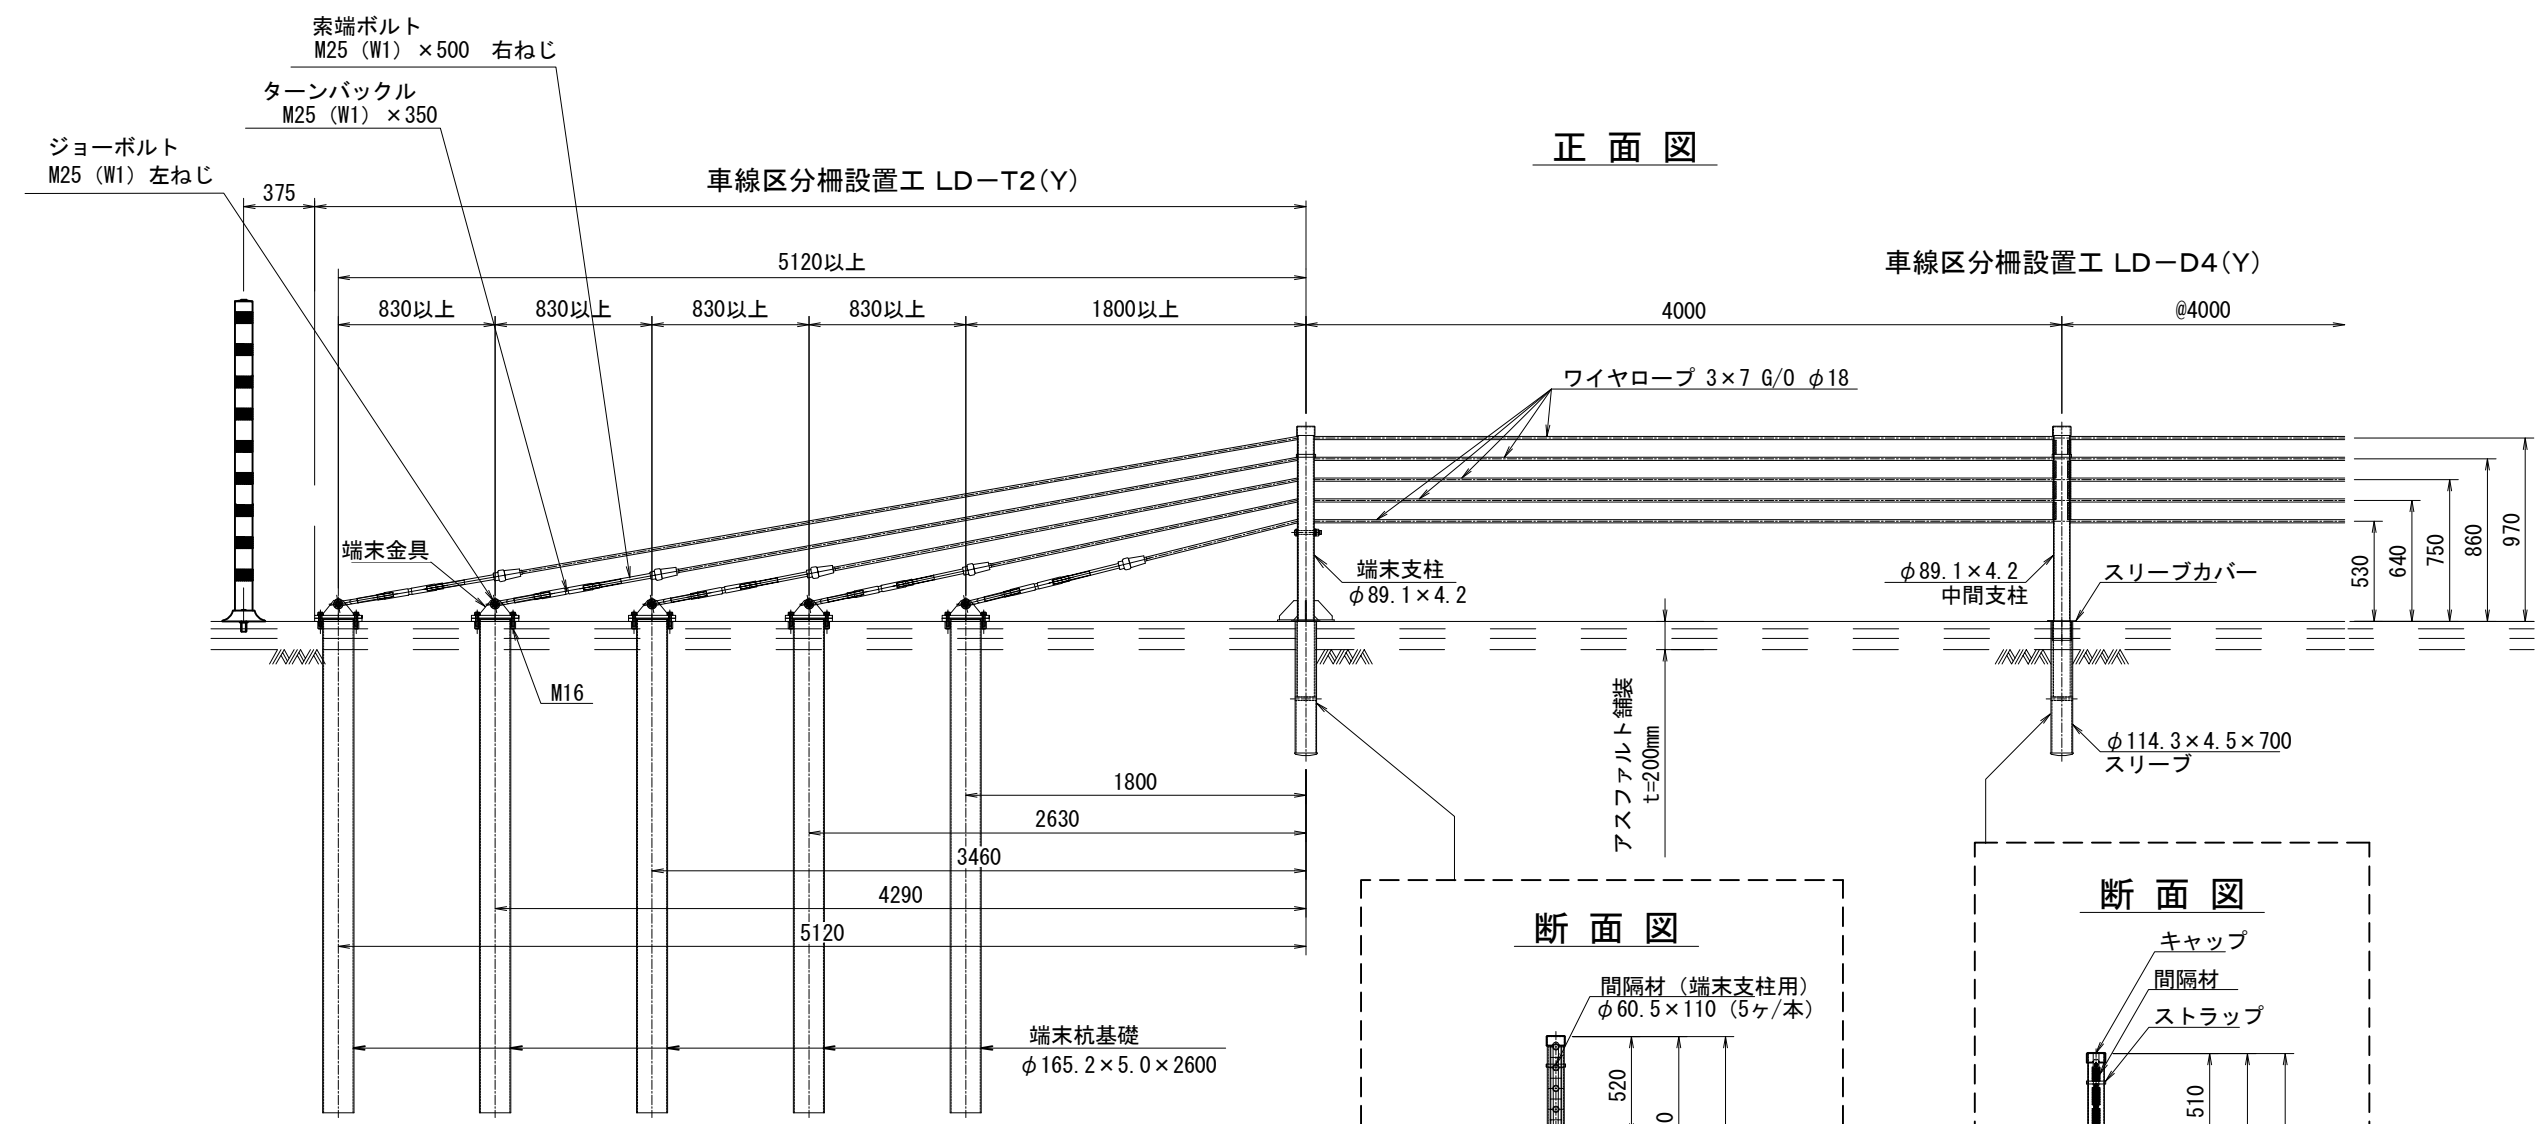 索端ボルト
M25 (W1) ×500 右ねじ
ターンバックル
M25 (W1) ×350
ジョーボルト
M25 (W1) 左ねじ
正面図
車線区分柵設置工 LD-T2(Y)
375
5120以上
車線区分柵設置工 LD-D4(Y)
830以上
830以上
830以上
830以上
1800以上
4000
@4000
ワイヤロープ 3×7 G/O φ18
端末金具
端末支柱
φ89.1×4.2
φ89.1×4.2
中間支柱
スリーブカバー
530
640
750
860
970
M16
アスファルト舗装
t=200mm
φ114.3×4.5×700
スリーブ
1800
2630
3460
4290
5120
端末杭基礎
φ165.2×5.0×2600
断面図
間隔材 (端末支柱用)
φ60.5×110 (5ヶ/本)
520
0
断面図
キャップ
間隔材
ストラップ
510